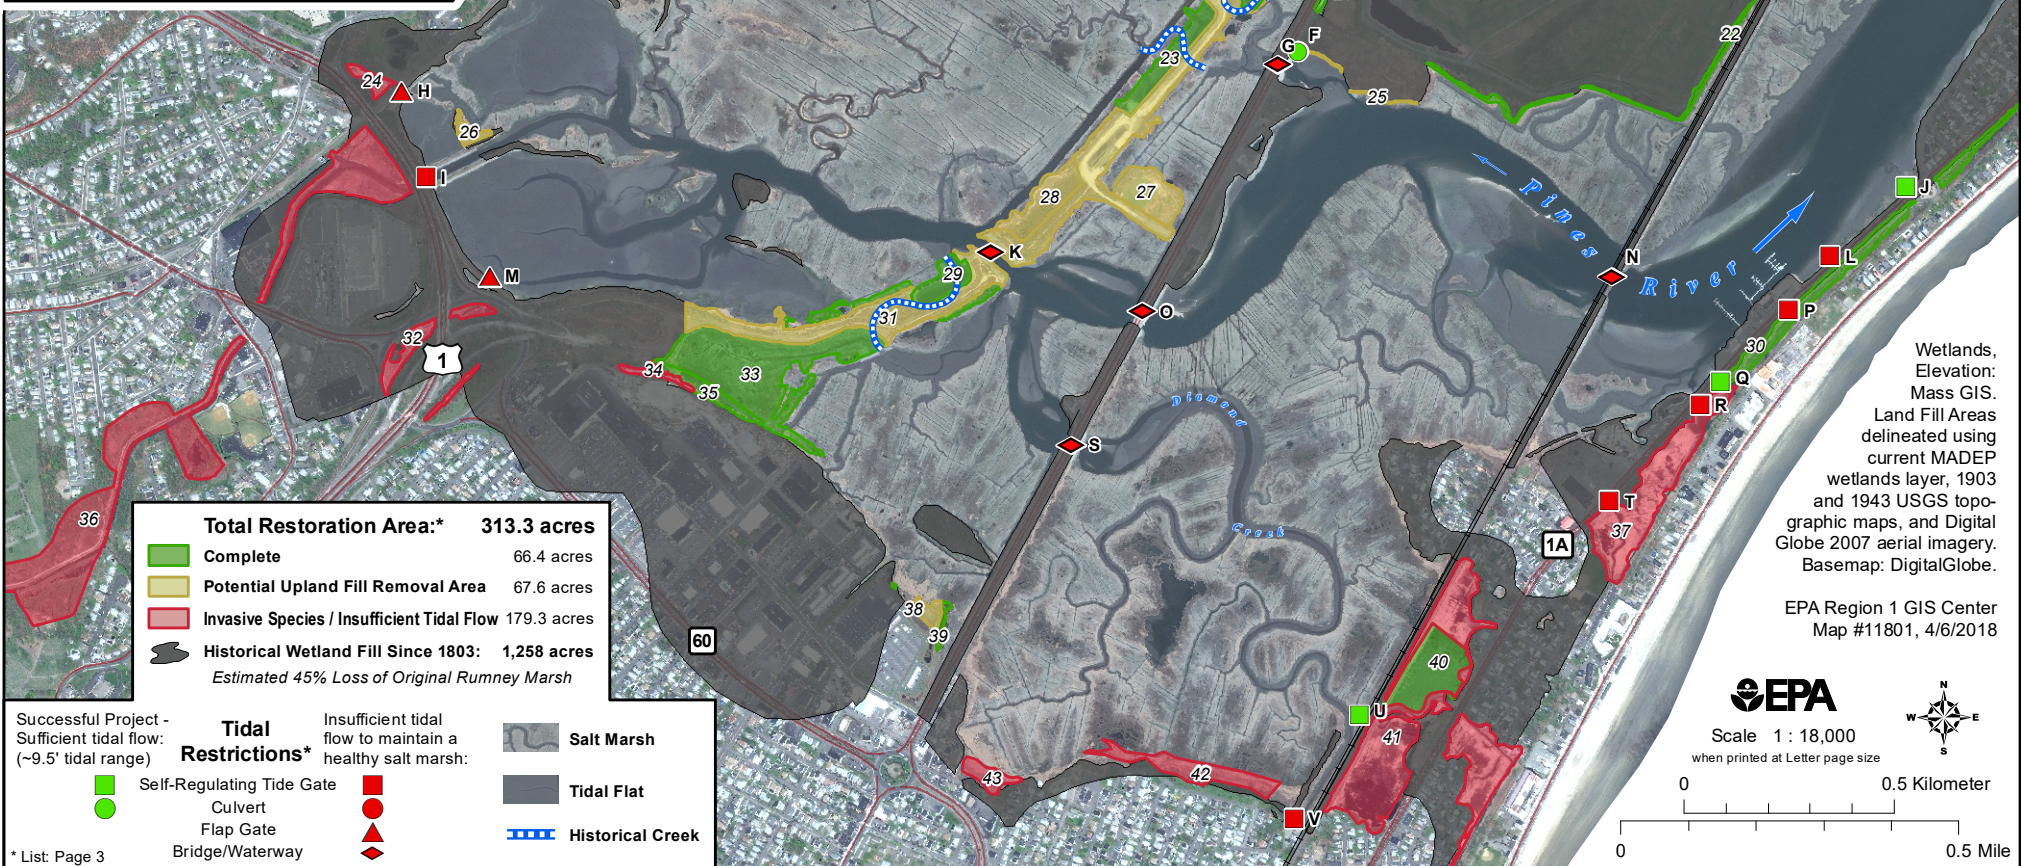 22
23
G
F
24
H
25
26
I
27
28
Pines
River
J
K
29
N
L
M
31
O
P
32
1
30
34
33
35
Q
R
Diamond
S
Creek
T
37
36
1A
38
39
60
40
U
41
42
43
V
Wetlands,
Elevation:
Mass GIS.
Land Fill Areas
delineated using
current MADEP
wetlands layer, 1903
and 1943 USGS topo-
graphic maps, and Digital
Globe 2007 aerial imagery.
Basemap: DigitalGlobe.
EPA Region 1 GIS Center
Map #11801, 4/6/2018
EPA
N
W E
S
Scale 1 : 18,000
when printed at Letter page size
0 0.5 Kilometer
0 0.5 Mile
Total Restoration Area:* 313.3 acres
Complete 66.4 acres
Potential Upland Fill Removal Area 67.6 acres
Invasive Species / Insufficient Tidal Flow 179.3 acres
Historical Wetland Fill Since 1803: 1,258 acres
Estimated 45% Loss of Original Rumney Marsh
Successful Project -
Sufficient tidal flow:
(~9.5' tidal range)
Tidal
Restrictions*
Insufficient tidal
flow to maintain a
healthy salt marsh:
Self-Regulating Tide Gate
Culvert
Flap Gate
Bridge/Waterway
* List: Page 3
Salt Marsh
Tidal Flat
Historical Creek